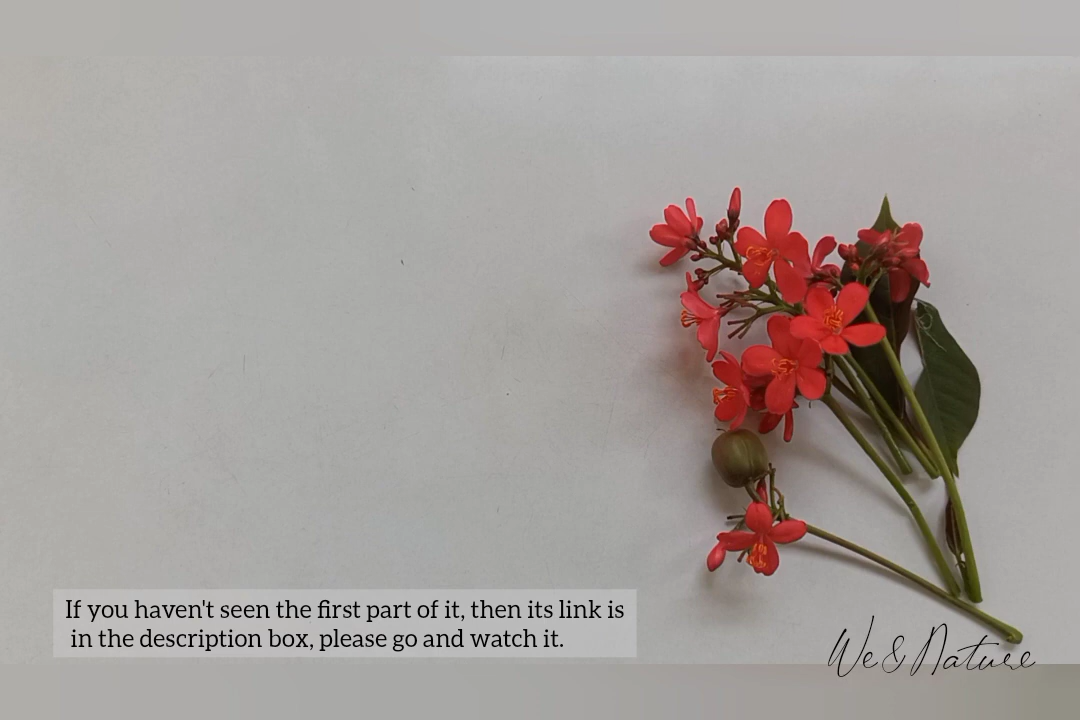 If you haven't seen the first part of it, then its link is
in the description box, please go and watch it.
We & Nature